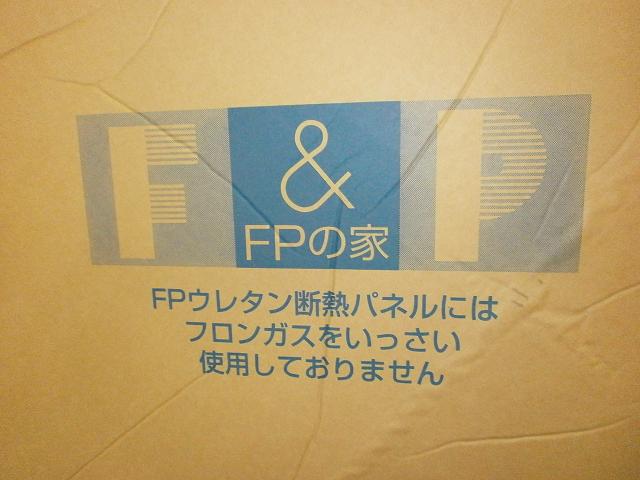 F & P
FPの家
FPウレタン断熱パネルには
フロンガスをいっさい
使用しておりません